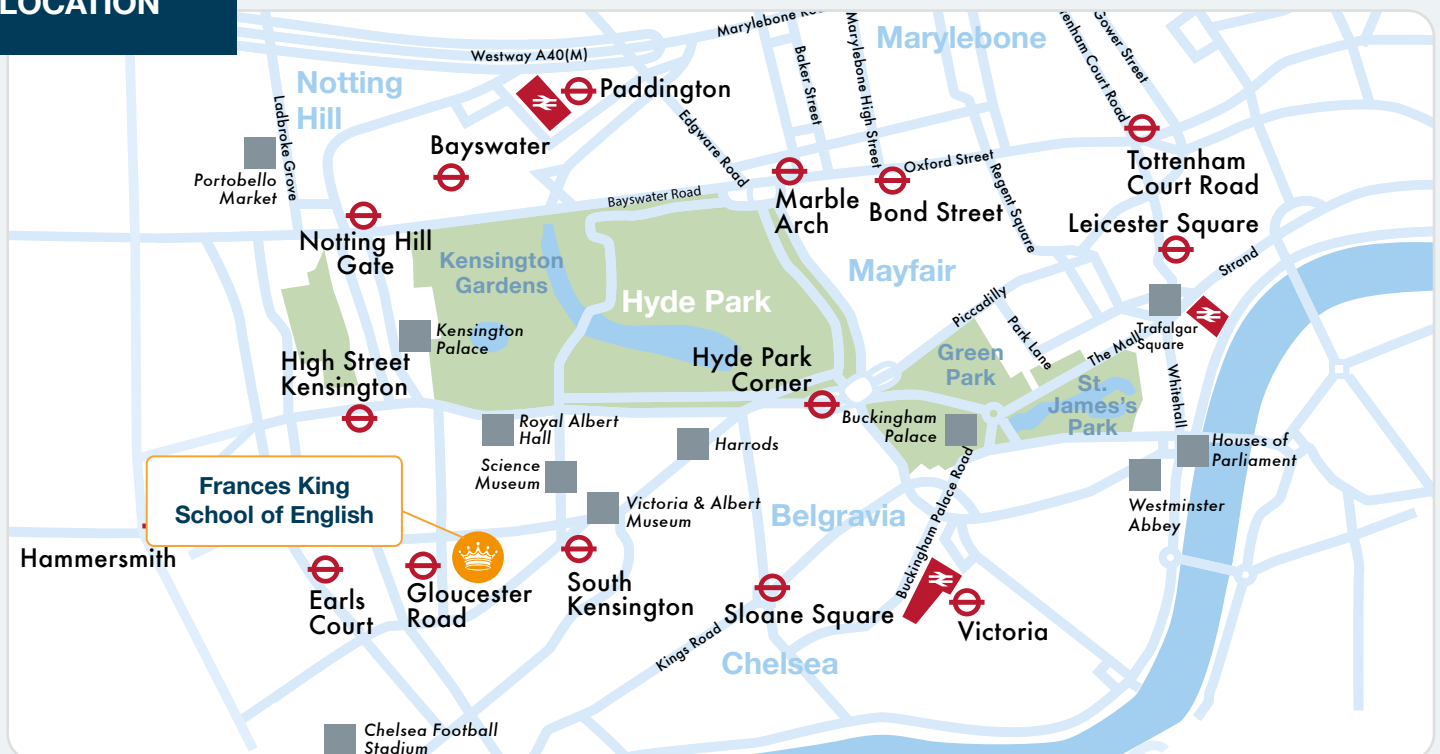 LOCATION
Marylebone
Westway A40(M)
Baker Street
Marylebone High Street
Marylebone
Tottenham Court Road
Gower Street
Notting
Hill
Ladbroke Grove
Paddington
Edgware Road
Bayswater
Portobello
Market
Oxford Street
Tottenham
Court Road
Marble
Arch
Bond Street
Regent Square
Bayswater Road
Leicester Square
Notting Hill
Gate
Kensington
Gardens
Mayfair
Strand
Hyde Park
Piccadilly
Park Lane
Trafalgar
Square
The Mall
Kensington
Palace
High Street
Kensington
Hyde Park
Corner
Green
Park
St.
James's
Park
Whitehall
Royal Albert
Hall
Harrods
Buckingham
Palace
Houses of
Parliament
Science
Museum
Frances King
School of English
Victoria & Albert
Museum
Belgravia
Buckingham Palace Road
Westminster
Abbey
Hammersmith
Earls
Court
Gloucester
Road
South
Kensington
Sloane Square
Victoria
Kings Road
Chelsea
Chelsea Football
Stadium